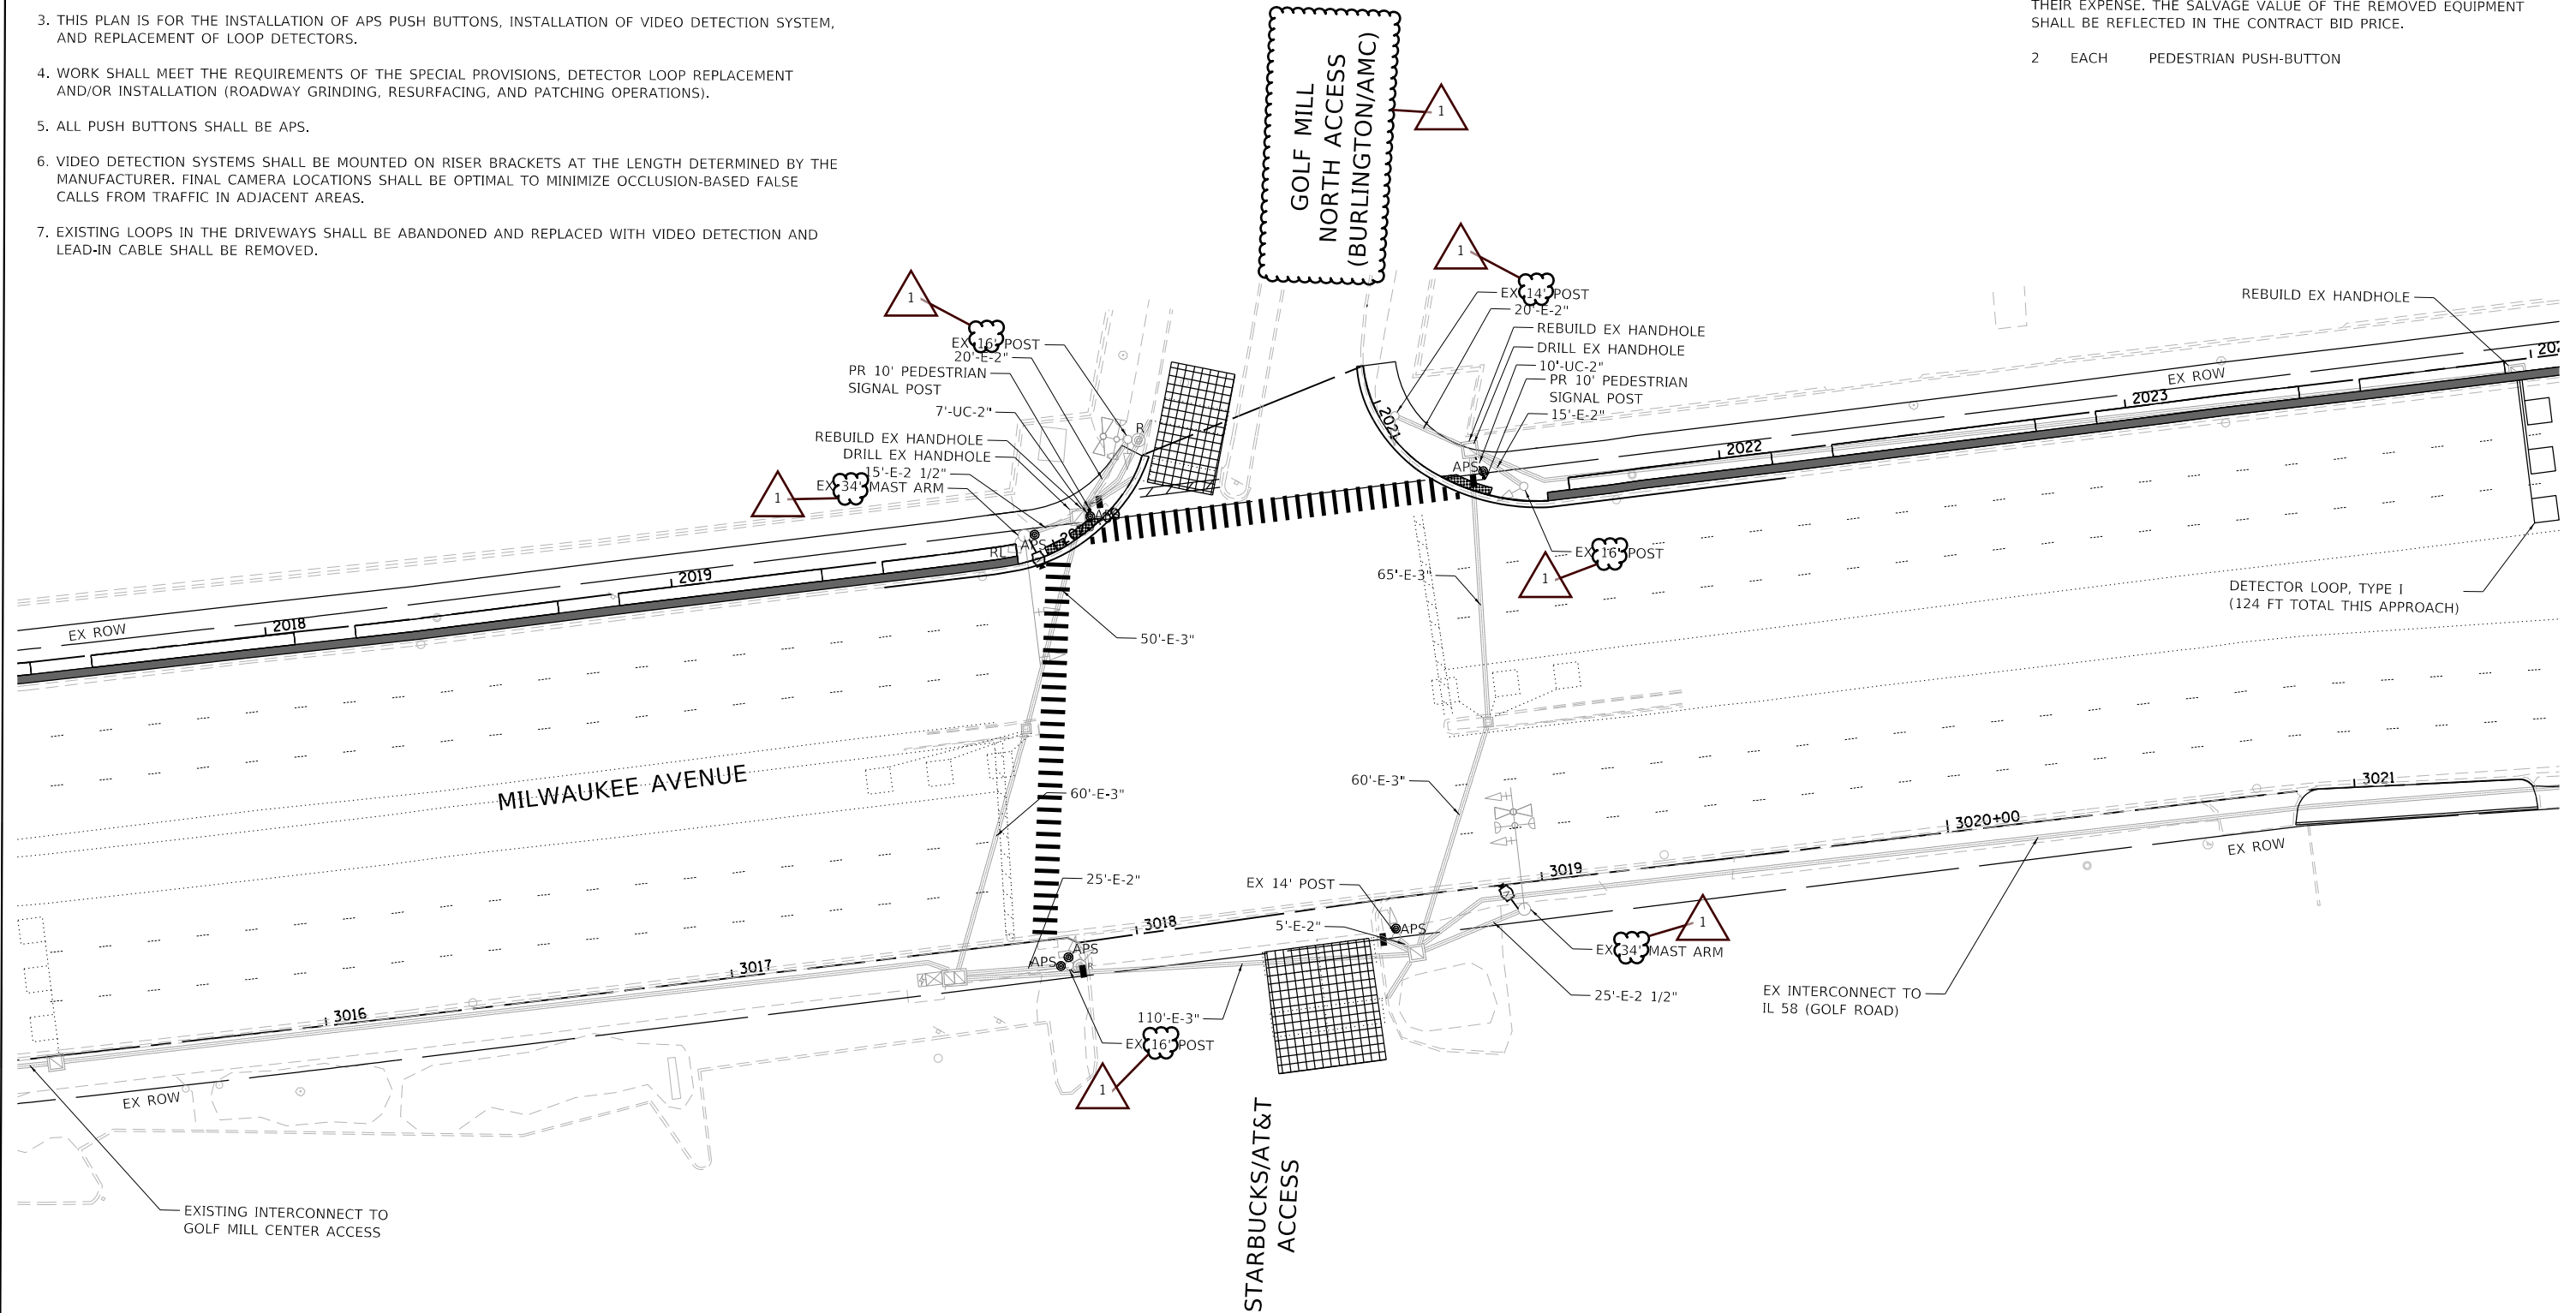 3. THIS PLAN IS FOR THE INSTALLATION OF APS PUSH BUTTONS, INSTALLATION OF VIDEO DETECTION SYSTEM,
AND REPLACEMENT OF LOOP DETECTORS.
4. WORK SHALL MEET THE REQUIREMENTS OF THE SPECIAL PROVISIONS, DETECTOR LOOP REPLACEMENT
AND/OR INSTALLATION (ROADWAY GRINDING, RESURFACING, AND PATCHING OPERATIONS).
5. ALL PUSH BUTTONS SHALL BE APS.
6. VIDEO DETECTION SYSTEMS SHALL BE MOUNTED ON RISER BRACKETS AT THE LENGTH DETERMINED BY THE
MANUFACTURER. FINAL CAMERA LOCATIONS SHALL BE OPTIMAL TO MINIMIZE OCCLUSION-BASED FALSE
CALLS FROM TRAFFIC IN ADJACENT AREAS.
7. EXISTING LOOPS IN THE DRIVEWAYS SHALL BE ABANDONED AND REPLACED WITH VIDEO DETECTION AND
LEAD-IN CABLE SHALL BE REMOVED.
THEIR EXPENSE. THE SALVAGE VALUE OF THE REMOVED EQUIPMENT
SHALL BE REFLECTED IN THE CONTRACT BID PRICE.
2 EACH PEDESTRIAN PUSH-BUTTON
GOLF MILL
NORTH ACCESS
(BURLINGTON/AMC)
1
1
EX 16' POST
20'-E-2"
PR 10' PEDESTRIAN
SIGNAL POST
7'-UC-2"
REBUILD EX HANDHOLE
DRILL EX HANDHOLE
15'-E-2 1/2"
EX 34' MAST ARM
1
R
APS
RL
1
EX 14' POST
20'-E-2"
REBUILD EX HANDHOLE
DRILL EX HANDHOLE
10'-UC-2"
PR 10' PEDESTRIAN
SIGNAL POST
15'-E-2"
APS
EX 16' POST
1
REBUILD EX HANDHOLE
EX ROW
2018
2019
2021
2022
2023
EX ROW
DETECTOR LOOP, TYPE I
(124 FT TOTAL THIS APPROACH)
65'-E-3"
50'-E-3"
MILWAUKEE AVENUE
60'-E-3"
60'-E-3"
25'-E-2"
EX 14' POST
5'-E-2"
APS
APS
APS
R
3016
3017
3018
3019
3020+00
3021
EX ROW
EX ROW
EX 34' MAST ARM
1
25'-E-2 1/2"
110'-E-3"
EX 16' POST
1
EX INTERCONNECT TO
IL 58 (GOLF ROAD)
EXISTING INTERCONNECT TO
GOLF MILL CENTER ACCESS
STARBUCKS/AT&T
ACCESS